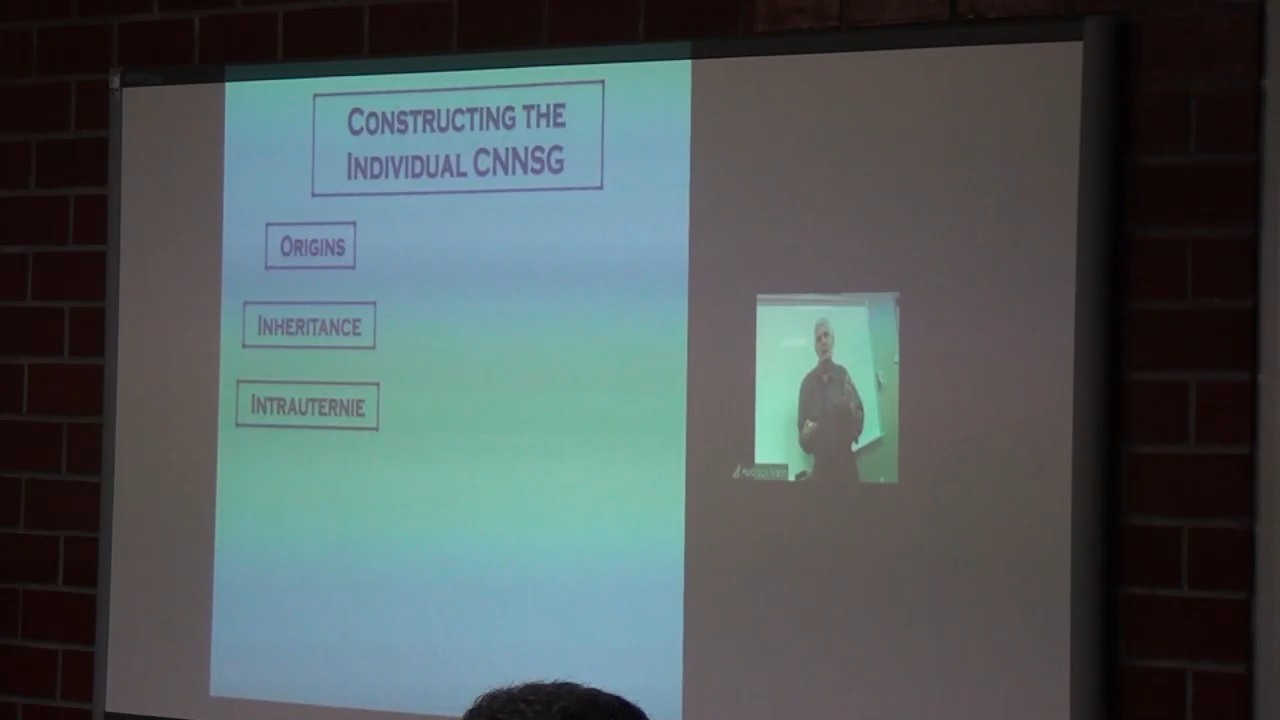 CONSTRUCTING THE
INDIVIDUAL CNNSG
ORIGINS
INHERITANCE
INTRAUTERNIE